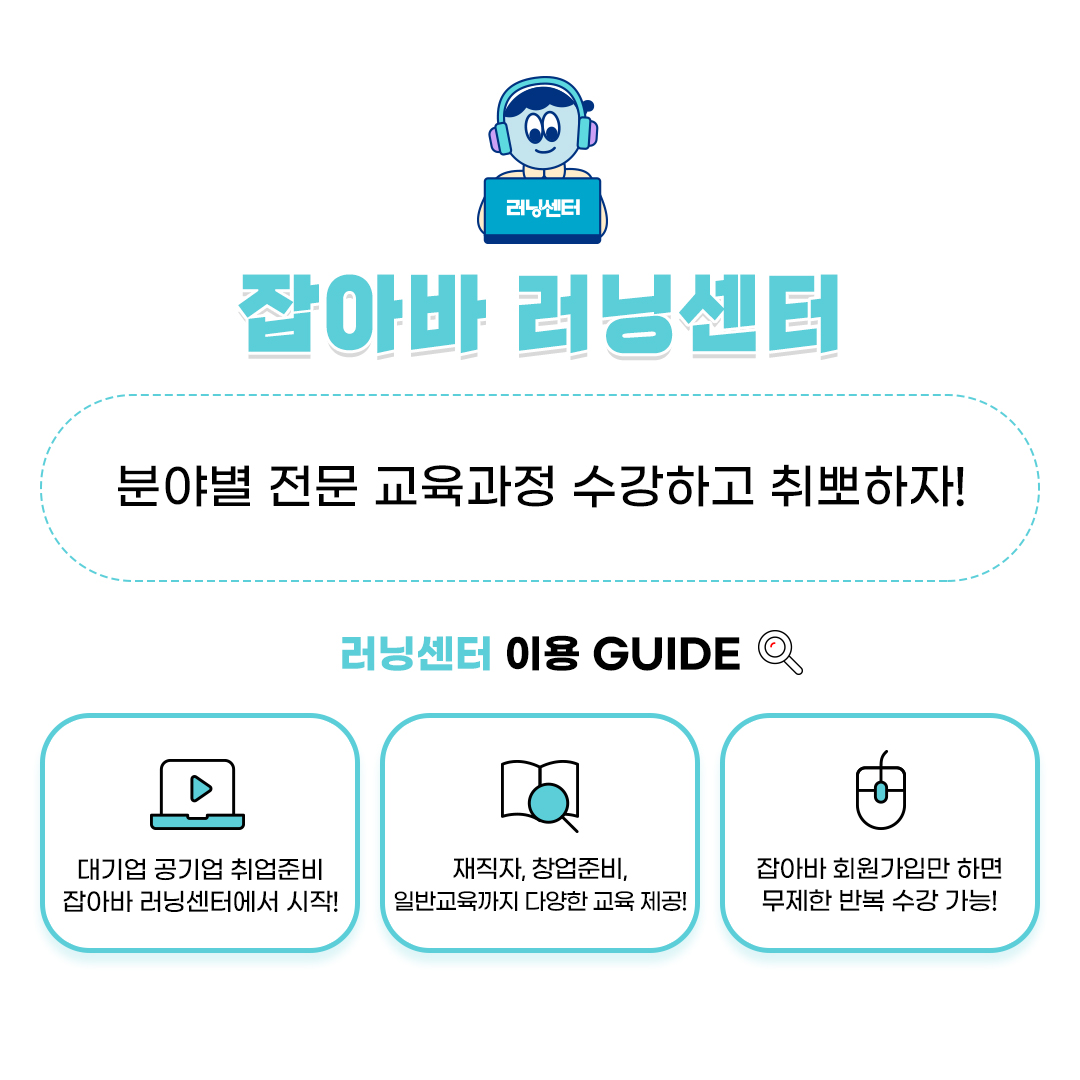 러닝센터
잡아바 러닝센터
분야별 전문 교육과정 수강하고 취뽀하자!
러닝센터 이용 GUIDE
대기업 공기업 취업준비
잡아바 러닝센터에서 시작!
재직자, 창업준비,
일반교육까지 다양한 교육 제공!
잡아바 회원가입만 하면
무제한 반복 수강 가능!